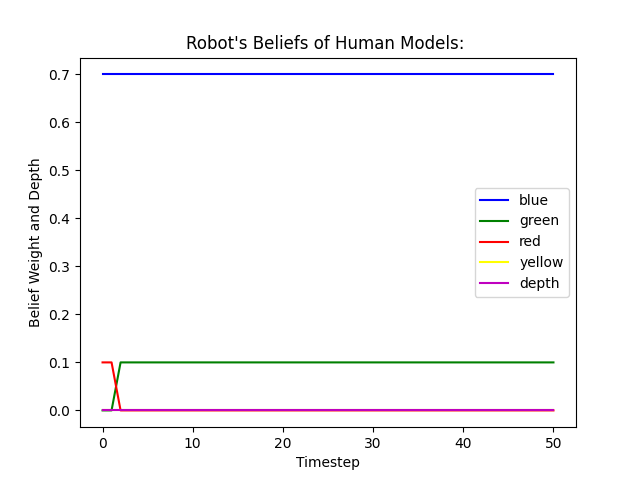 Robot's Beliefs of Human Models:
Belief Weight and Depth
0.7
0.6
0.5
0.4
0.3
0.2
0.1
0.0
blue
green
red
yellow
depth
0 10 20 30 40 50
Timestep